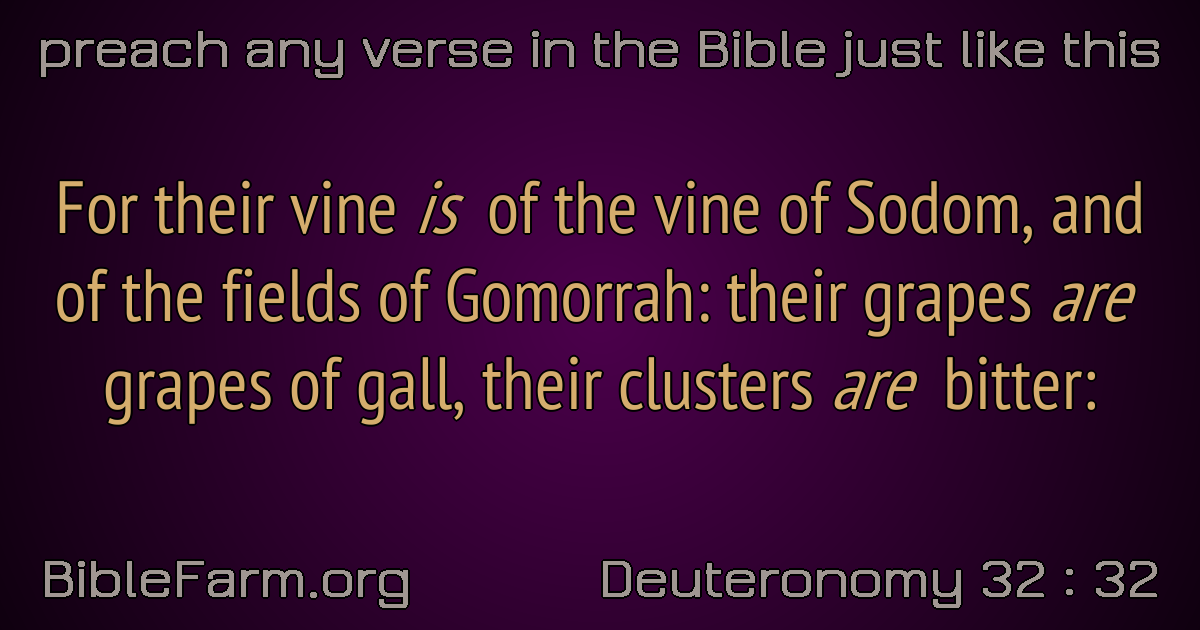 preach any verse in the Bible just like this
For their vine is of the vine of Sodom, and
of the fields of Gomorrah: their grapes are
grapes of gall, their clusters are bitter:
BibleFarm.org
Deuteronomy 32 : 32